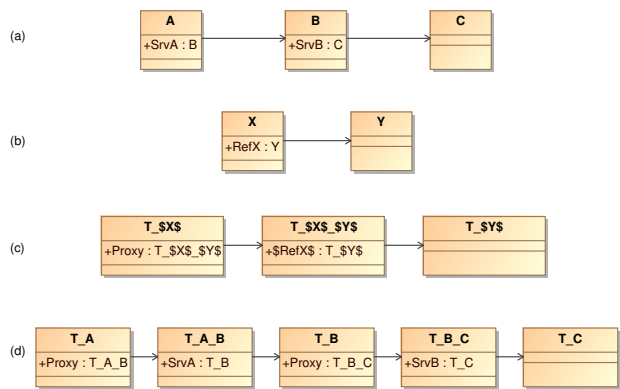 (a)
A
+SrvA : B
B
+SrvB : C
C
(b)
X
+RefX : Y
Y
(c)
T_$X$
+Proxy : T_$X$_$Y$
T_$X$_$Y$
+$RefX$ : T_$Y$
T_$Y$
(d)
T_A
+Proxy : T_A_B
T_A_B
+SrvA : T_B
T_B
+Proxy : T_B_C
T_B_C
+SrvB : T_C
T_C